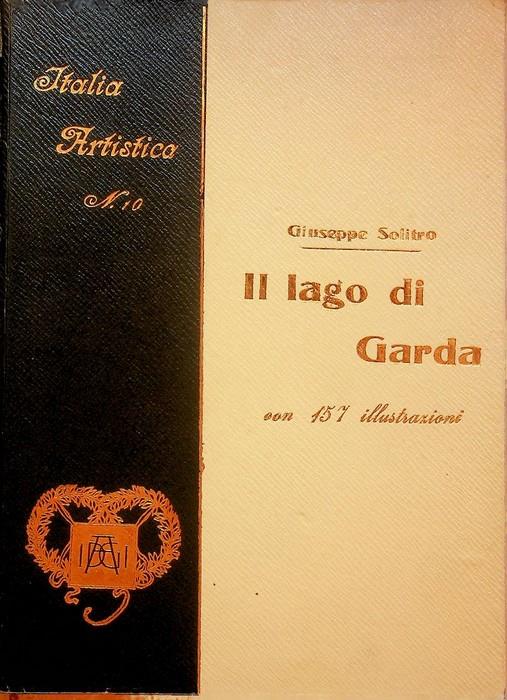 Italia
Artistica
N. 10
Giuseppe Solitro
Il lago di
Garda
con 157 illustrazioni